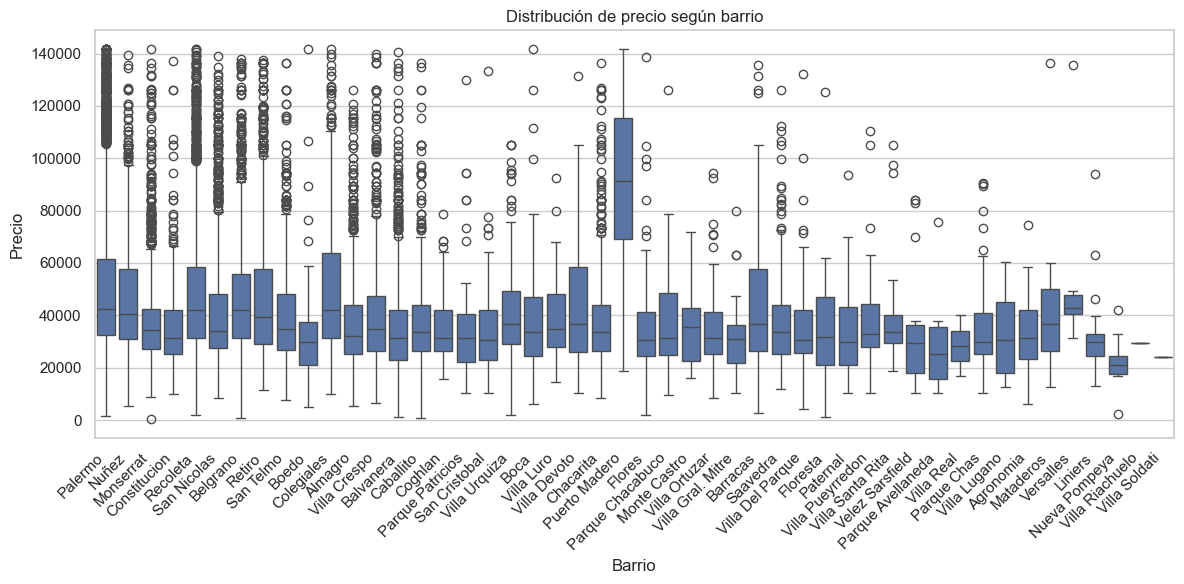 Distribución de precio según barrio
Precio
140000
120000
100000
80000
60000
40000
20000
0
Palermo
Nuñez
Monserrat
Constitucion
Recoleta
San Nicolas
Belgrano
Retiro
San Telmo
Boedo
Colegiales
Almagro
Villa Crespo
Balvanera
Caballito
Coghlan
Parque Patricios
San Cristobal
Villa Urquiza
Boca
Villa Luro
Villa Devoto
Chacarita
Puerto Madero
Flores
Parque Chacabuco
Monte Castro
Villa Ortuzar
Villa Gral. Mitre
Barracas
Saavedra
Villa Del Parque
Floresta
Paternal
Villa Pueyrredon
Villa Santa Rita
Velez Sarsfield
Parque Avellaneda
Villa Real
Parque Chas
Villa Lugano
Agronomia
Mataderos
Versalles
Liniers
Nueva Pompeya
Villa Riachuelo
Villa Soldati
Barrio